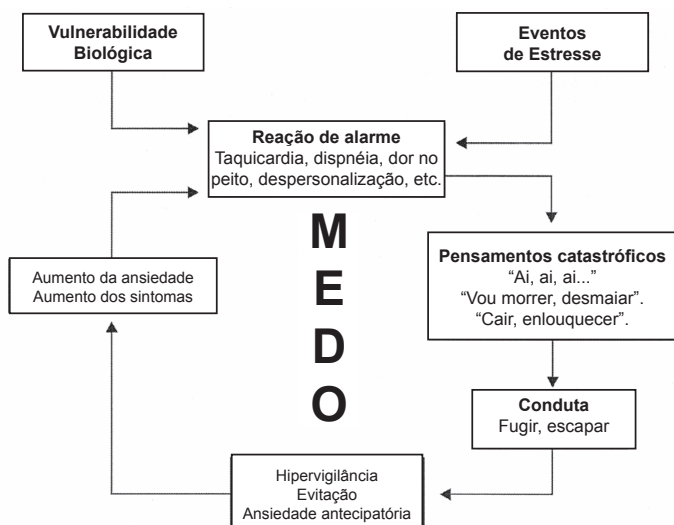 Vulnerabilidade
Biológica
Eventos
de Estresse
Reação de alarme
Taquicardia, dispnéia, dor no
peito, despersonalização, etc.
M
E
D
O
Pensamentos catastróficos
“Ai, ai, ai...”
“Vou morrer, desmaiar”.
“Cair, enlouquecer”.
Conduta
Fugir, escapar
Hipervigilância
Evitação
Ansiedade antecipatória
Aumento da ansiedade
Aumento dos sintomas